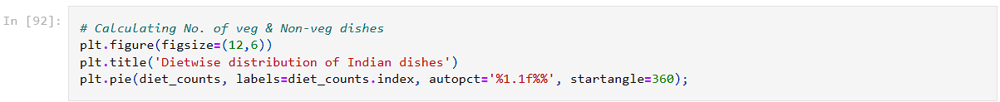 In [92]:
# Calculating No. of veg & Non-veg dishes
plt.figure(figsize=(12,6))
plt.title('Dietwise distribution of Indian dishes')
plt.pie(diet_counts, labels=diet_counts.index, autopct='%1.1f%%', startangle=360);